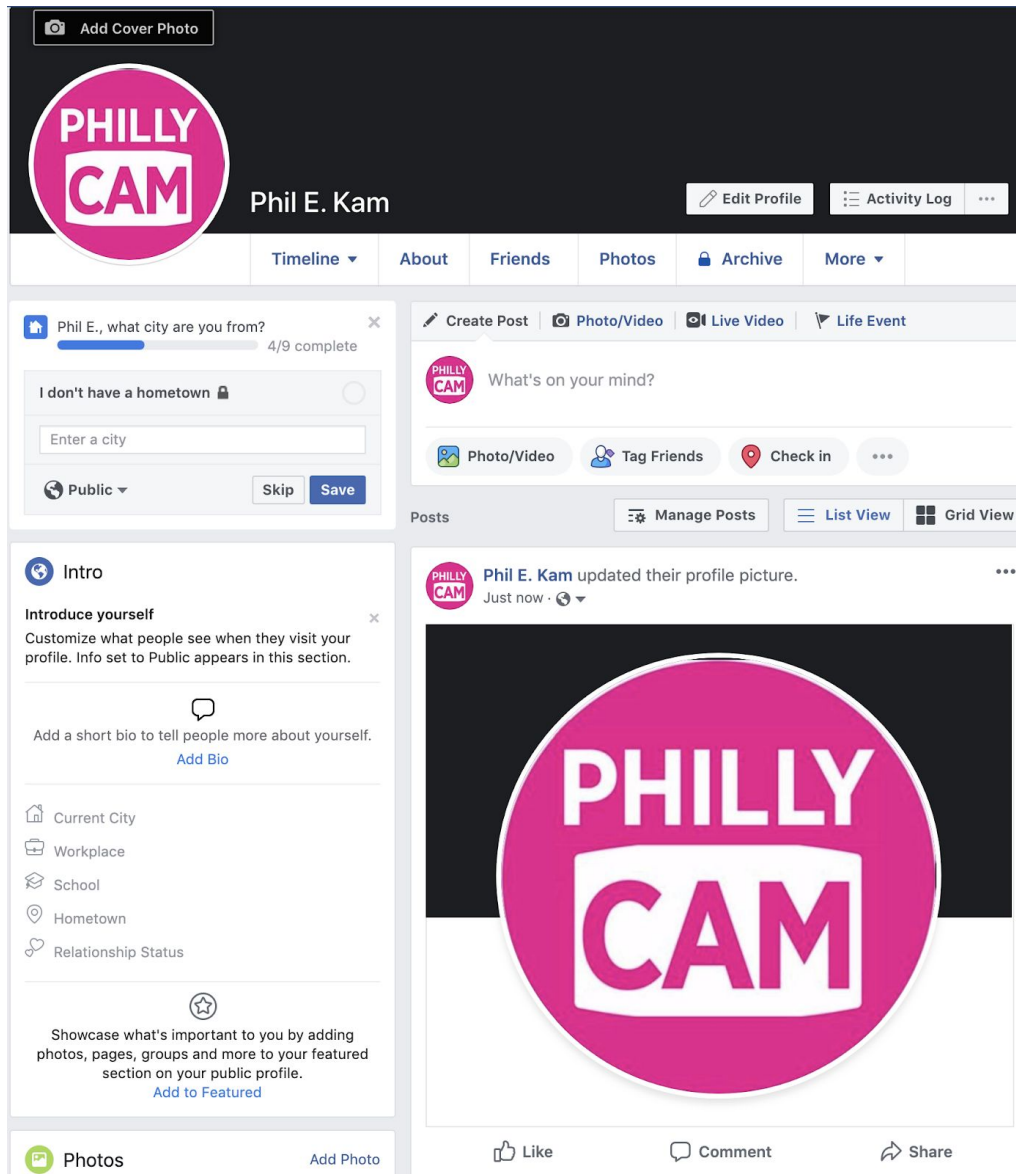 Add Cover Photo
PHILLY
CAM
Phil E. Kam
Edit Profile
Activity Log
Timeline
About
Friends
Photos
Archive
More
Phil E., what city are you from?
4/9 complete
I don't have a hometown
Enter a city
Public
Skip
Save
Intro
Introduce yourself
Customize what people see when they visit your
profile. Info set to Public appears in this section.
Add a short bio to tell people more about yourself.
Add Bio
Current City
Workplace
School
Hometown
Relationship Status
Showcase what's important to you by adding
photos, pages, groups and more to your featured
section on your public profile.
Add to Featured
Photos
Add Photo
Create Post
Photo/Video
Live Video
Life Event
PHILLY
CAM
What's on your mind?
Photo/Video
Tag Friends
Check in
Posts
Manage Posts
List View
Grid View
PHILLY
CAM
Phil E. Kam updated their profile picture.
Just now ·
PHILLY
CAM
Like
Comment
Share